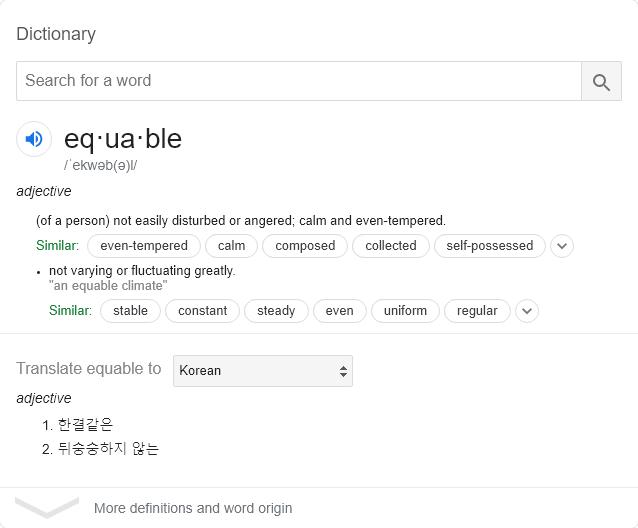 Dictionary
Search for a word
eq·ua·ble
/ˈekwəb(ə)l/
adjective
(of a person) not easily disturbed or angered; calm and even-tempered.
Similar: even-tempered calm composed collected self-possessed
• not varying or fluctuating greatly.
"an equable climate"
Similar: stable constant steady even uniform regular
Translate equable to Korean
adjective
1. 한결같은
2. 뒤숭숭하지 않는
More definitions and word origin